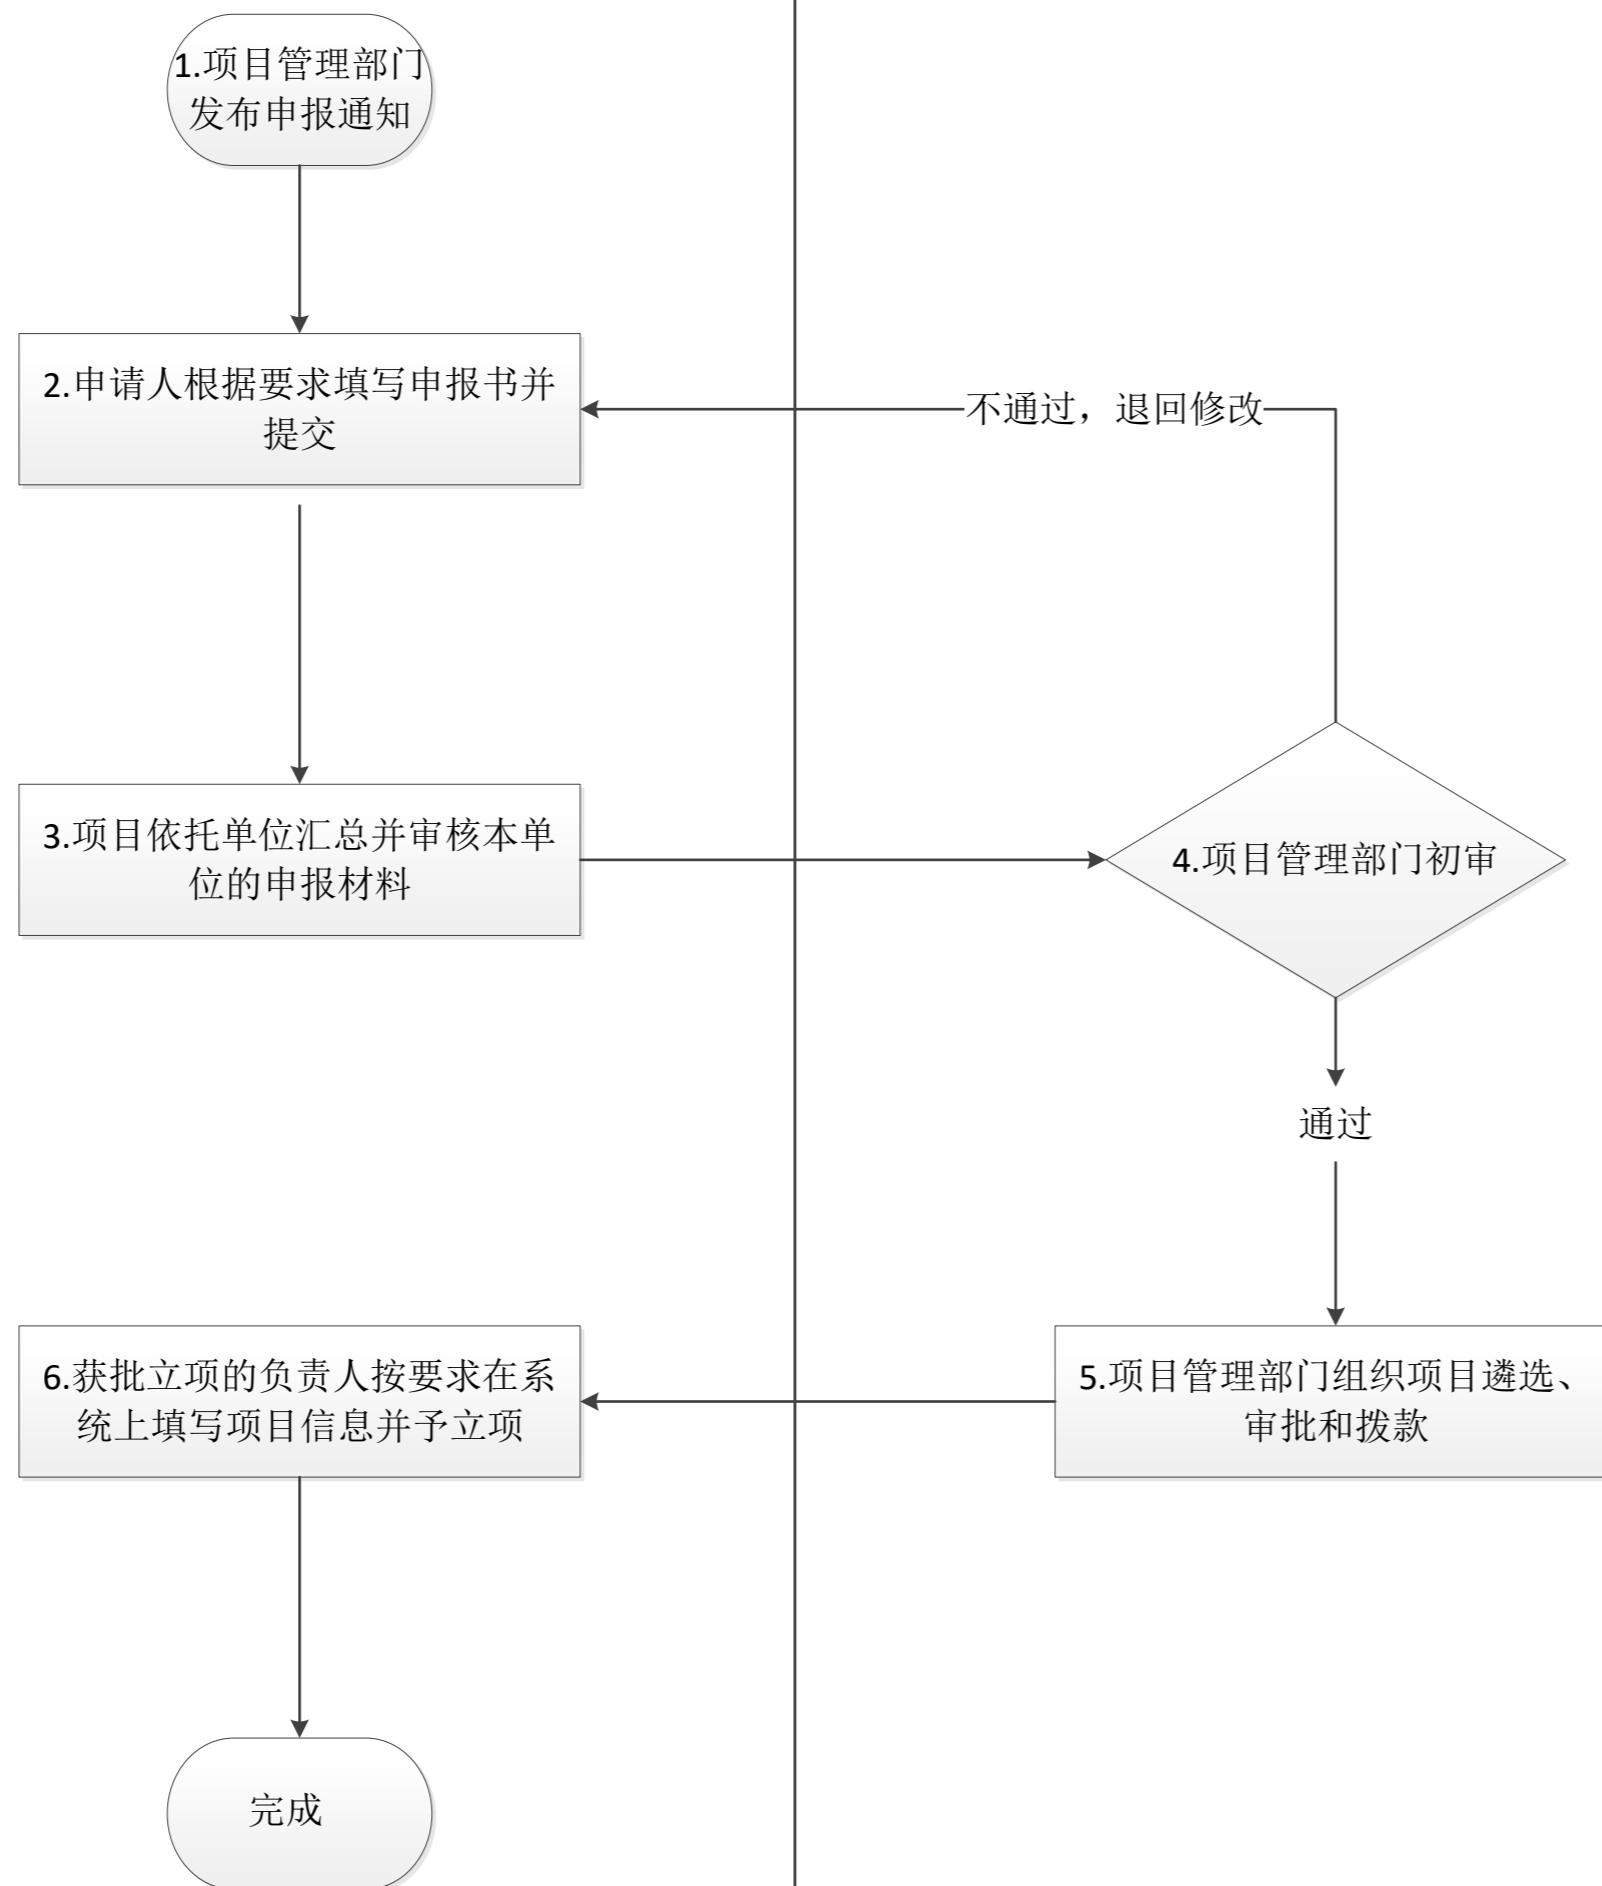 1.项目管理部门
发布申报通知
2.申请人根据要求填写申报书并
提交
不通过，退回修改
3.项目依托单位汇总并审核本单
位的申报材料
4.项目管理部门初审
通过
6.获批立项的负责人按要求在系
统上填写项目信息并予立项
5.项目管理部门组织项目遴选、
审批和拨款
完成